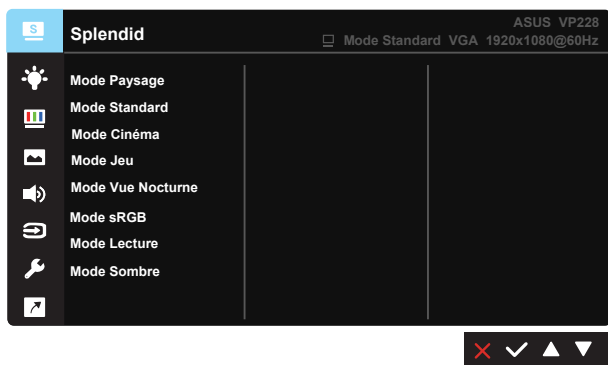 S
Splendid
ASUS VP228
Mode Standard VGA 1920x1080@60Hz
Mode Paysage
Mode Standard
Mode Cinéma
Mode Jeu
Mode Vue Nocturne
Mode sRGB
Mode Lecture
Mode Sombre